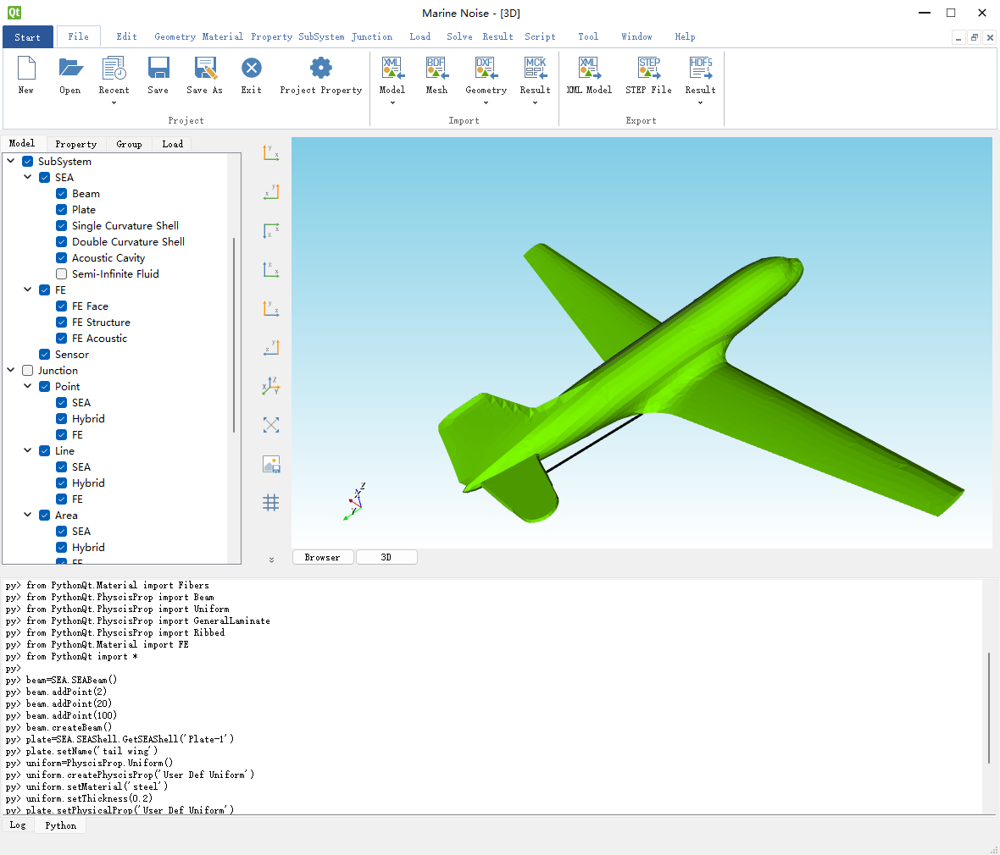 Qt Marine Noise - [3D]
Start File Edit Geometry Material Property SubSystem Junction Load Solve Result Script Tool Window Help
XML BDF DXF MCK XML STEP HDF5
New Open Recent Save Save As Exit Project Property Model Mesh Geometry Result XML Model STEP File Result
Project Import Export
Model Property Group Load
SubSystem
SEA
Beam
Plate
Single Curvature Shell
Double Curvature Shell
Acoustic Cavity
Semi-Infinite Fluid
FE
FE Face
FE Structure
FE Acoustic
Sensor
Junction
Point
SEA
Hybrid
FE
Line
SEA
Hybrid
FE
Area
SEA
Hybrid
FE
y x
x y
z x
z x
y z
z y
x z y
z
x
y
Browser 3D
py> from PythonQt.Material import Fibers
py> from PythonQt.PhyscisProp import Beam
py> from PythonQt.PhyscisProp import Uniform
py> from PythonQt.PhyscisProp import GeneralLaminate
py> from PythonQt.PhyscisProp import Ribbed
py> from PythonQt.Material import FE
py> from PythonQt import *
py>
py> beam=SEA.SEABeam()
py> beam.addPoint(2)
py> beam.addPoint(20)
py> beam.addPoint(100)
py> beam.createBeam()
py> plate=SEA.SEAShell.GetSEAShell('Plate-1')
py> plate.setName('tail wing')
py> uniform=PhyscisProp.Uniform()
py> uniform.createPhyscisProp('User Def Uniform')
py> uniform.setMaterial('steel')
py> uniform.setThickness(0.2)
py> plate.setPhysicalProp('User Def Uniform')
Log Python